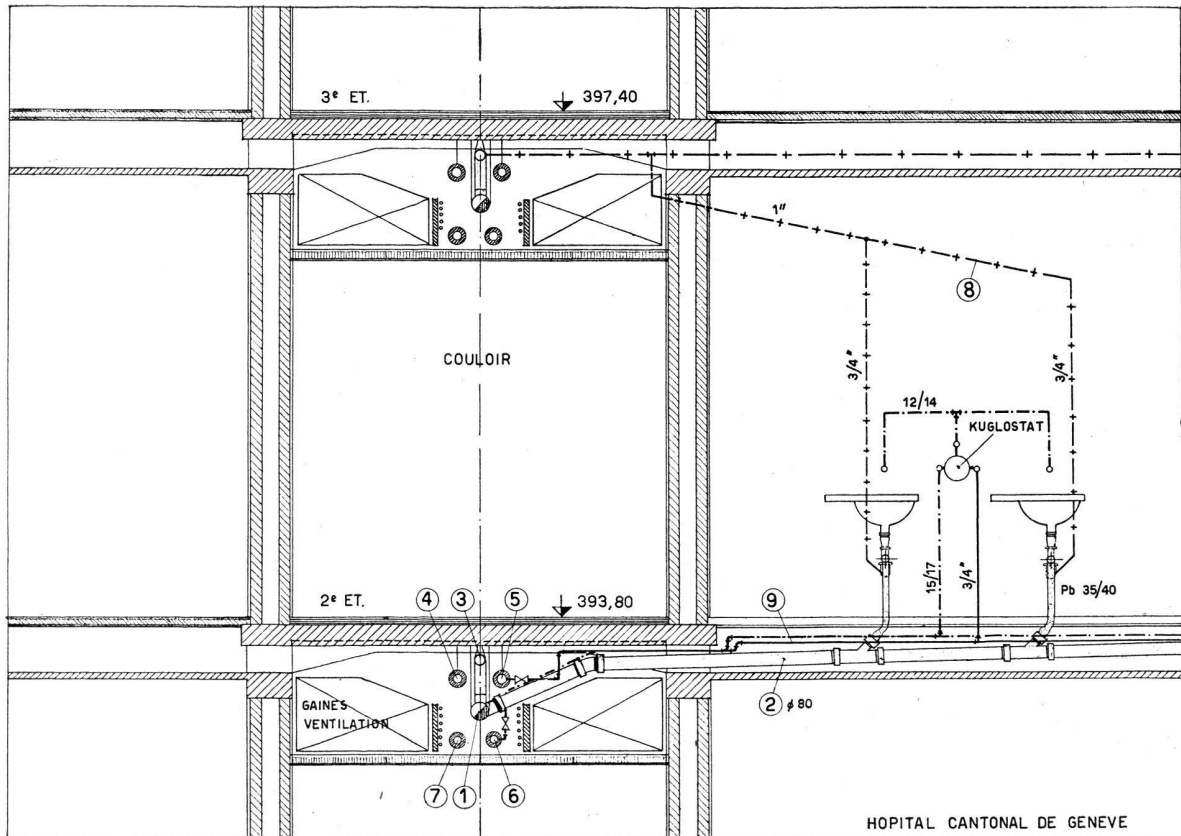 3e ET.
397,40
1"
8
COULOIR
3/4"
3/4"
12/14
KUGLOSTAT
15/17
3/4"
Pb 35/40
2e ET.
393,80
4
3
5
9
2 ø 80
GAINES
VENTILATION
7
1
6
HOPITAL CANTONAL DE GENEVE